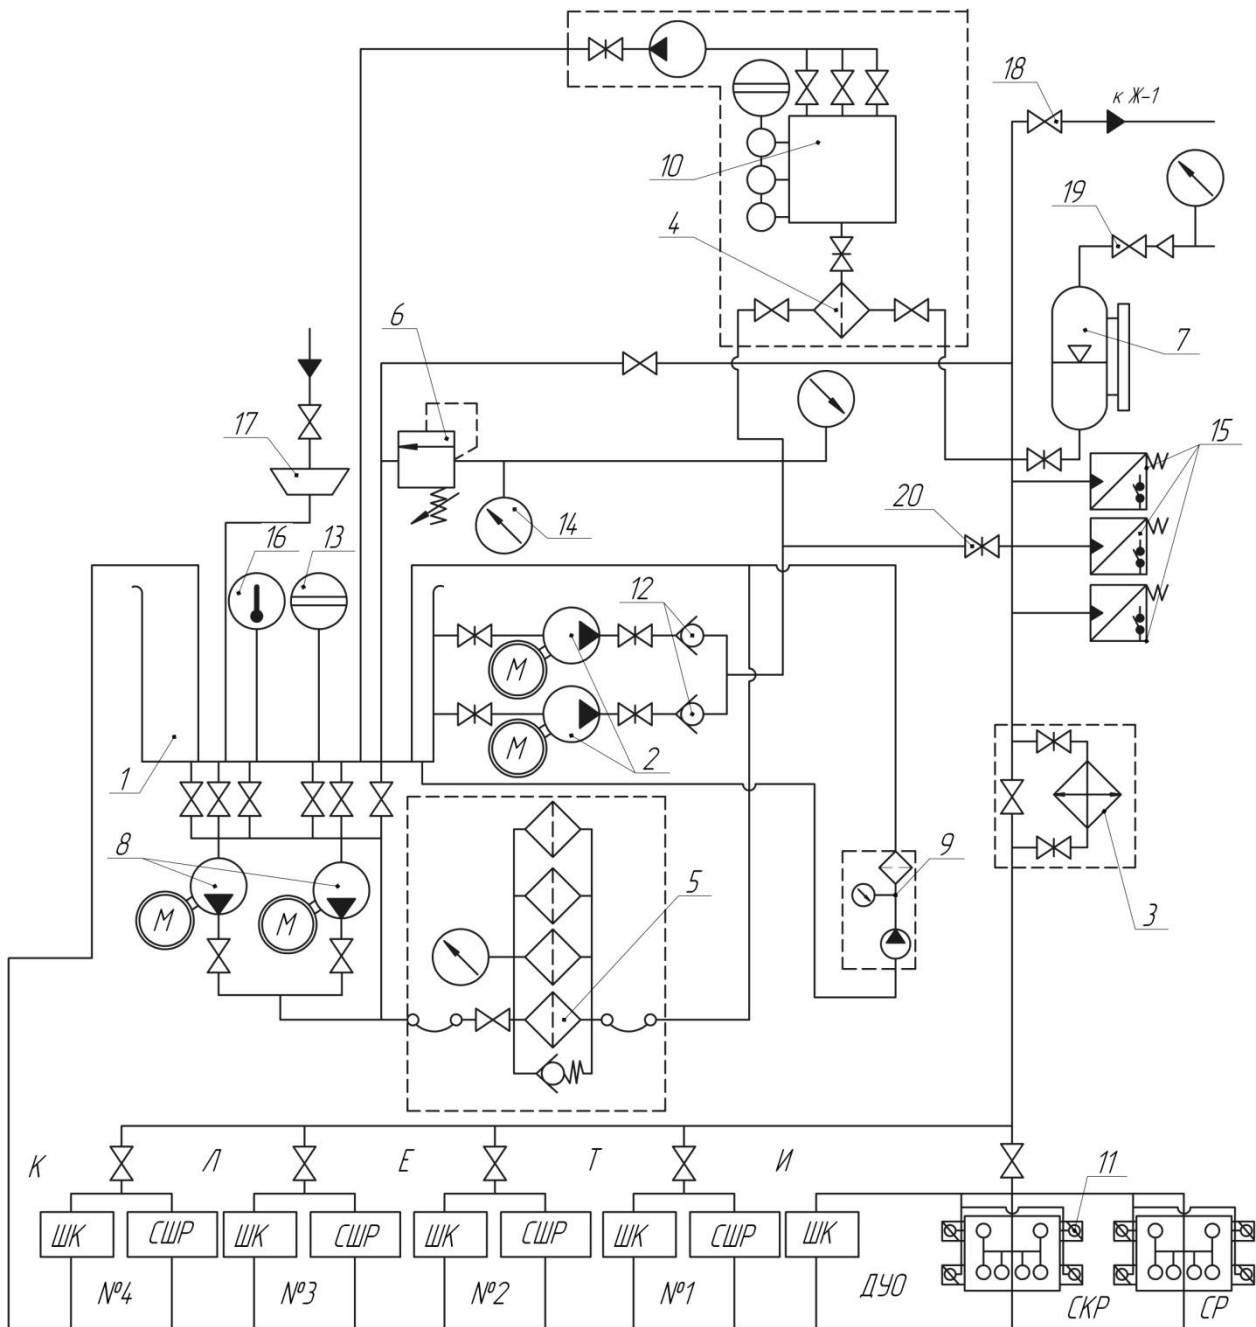 18
к Ж-1
10
19
4
6
7
17
15
16
13
14
20
12
М
М
1
2
8
9
5
М
М
3
К Л Е Т И
11
ШК СШР ШК СШР ШК СШР ШК СШР ШК
№4 №3 №2 №1 ДУО
СКР СР